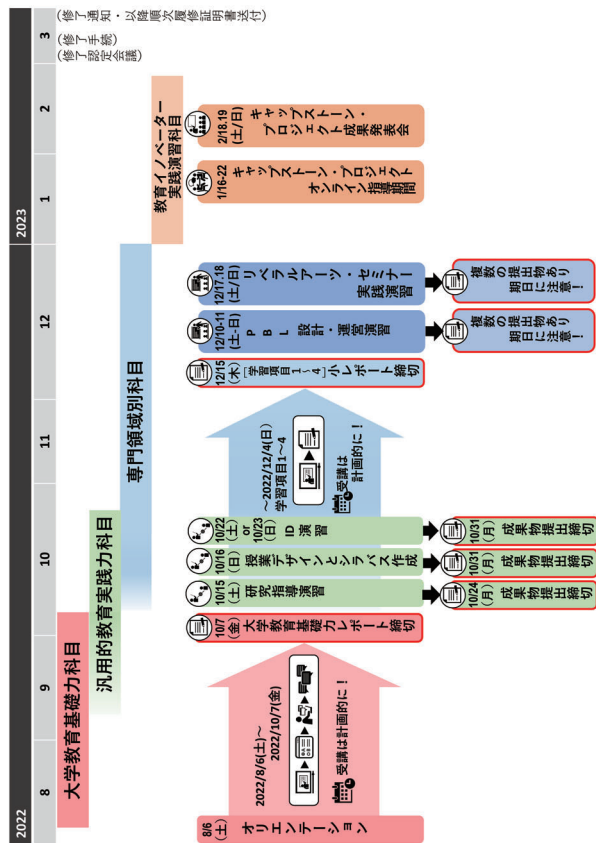 2022
2023
8
9
10
11
12
1
2
3
大学教育基礎力科目
汎用的教育実践力科目
専門領域別科目
教育イノベーター
実践演習科目
(修了認定会議)
(修了手続)
(修了通知・以降順次履修証明書送付)
8/6
(土)
オリエンテーション
2022/8/6(土)～
2022/10/7(金)
受講は計画的に！
10/7
(金)
大学教育基礎力レポート締切
10/15
(土)
研究指導演習
10/24
(月)
成果物提出締切
10/16
(日)
授業デザインとシラバス作成
10/31
(月)
成果物提出締切
10/22
(土)
or
10/23
(日)
ID 演習
10/31
(月)
成果物提出締切
～2022/12/4(日)
学習項目1～4
受講は
計画的に！
12/15
(木)
[学習項目1～4]
小レポート締切
12/10-11
(土-日)
PBL 設計・運営演習
複数の提出物あり
期日に注意！
12/17.18
(土/日)
リベラルアーツ・セミナー
実践演習
複数の提出物あり
期日に注意！
1/16-22
キャップストーン・プロジェクト
オンライン指導期間
2/18.19
(土/日)
キャップストーン・
プロジェクト成果発表会